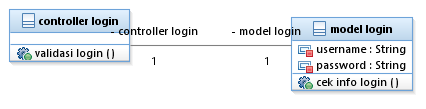 controller login
validasi login ( )
- controller login
1
- model login
1
model login
username : String
password : String
cek info login ( )